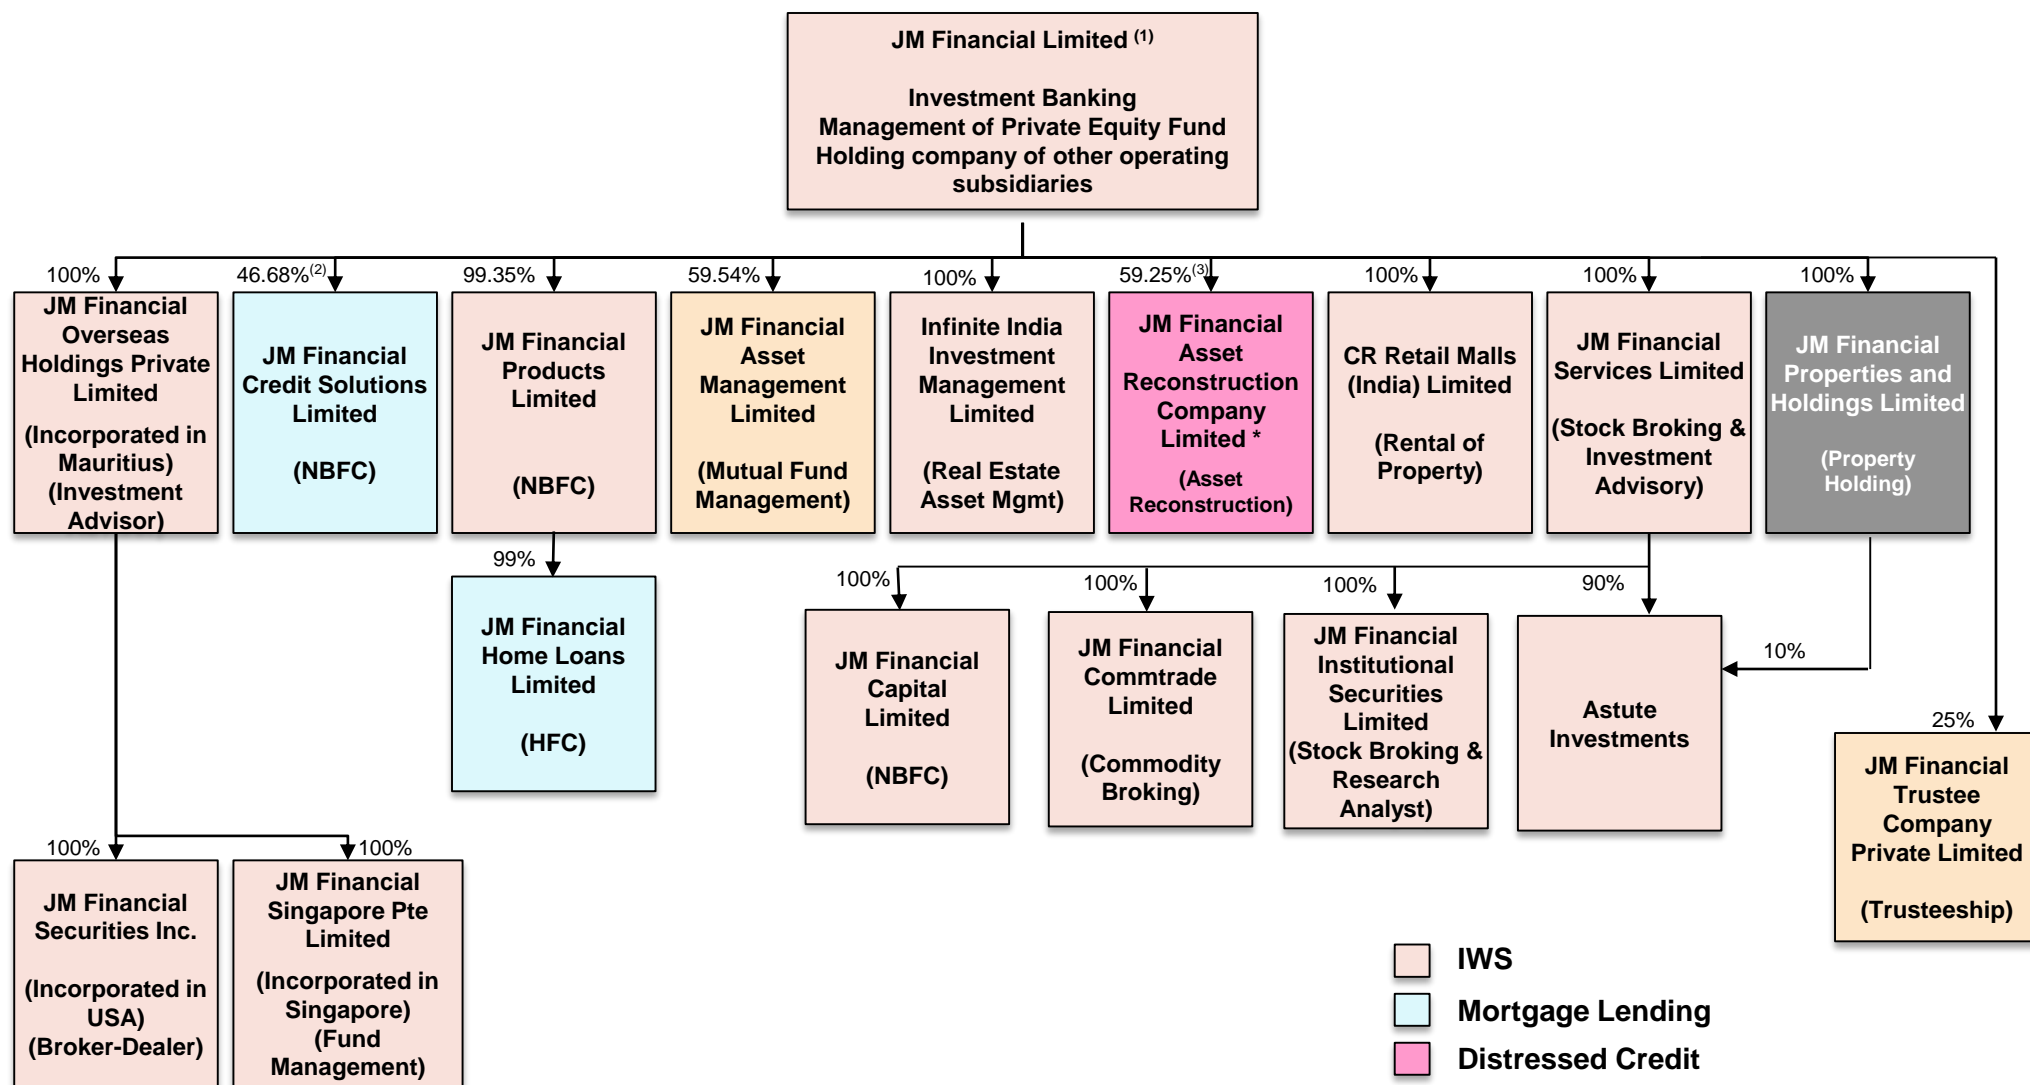 JM Financial Limited (1)
Investment Banking
Management of Private Equity Fund
Holding company of other operating
subsidiaries
100%
46.68%(2)
99.35%
59.54%
100%
59.25%(3)
100%
100%
100%
JM Financial
Overseas
Holdings Private
Limited
(Incorporated in
Mauritius)
(Investment
Advisor)
JM Financial
Credit Solutions
Limited
(NBFC)
JM Financial
Products
Limited
(NBFC)
JM Financial
Asset
Management
Limited
(Mutual Fund
Management)
Infinite India
Investment
Management
Limited
(Real Estate
Asset Mgmt)
JM Financial
Asset
Reconstruction
Company
Limited *
(Asset
Reconstruction)
CR Retail Malls
(India) Limited
(Rental of
Property)
JM Financial
Services Limited
(Stock Broking &
Investment
Advisory)
JM Financial
Properties and
Holdings Limited
(Property
Holding)
99%
JM Financial
Home Loans
Limited
(HFC)
100%
100%
100%
90%
10%
25%
JM Financial
Capital
Limited
(NBFC)
JM Financial
Commtrade
Limited
(Commodity
Broking)
JM Financial
Institutional
Securities
Limited
(Stock Broking &
Research
Analyst)
Astute
Investments
JM Financial
Trustee
Company
Private Limited
(Trusteeship)
100%
100%
JM Financial
Securities Inc.
(Incorporated in
USA)
(Broker-Dealer)
JM Financial
Singapore Pte
Limited
(Incorporated in
Singapore)
(Fund
Management)
IWS
Mortgage Lending
Distressed Credit